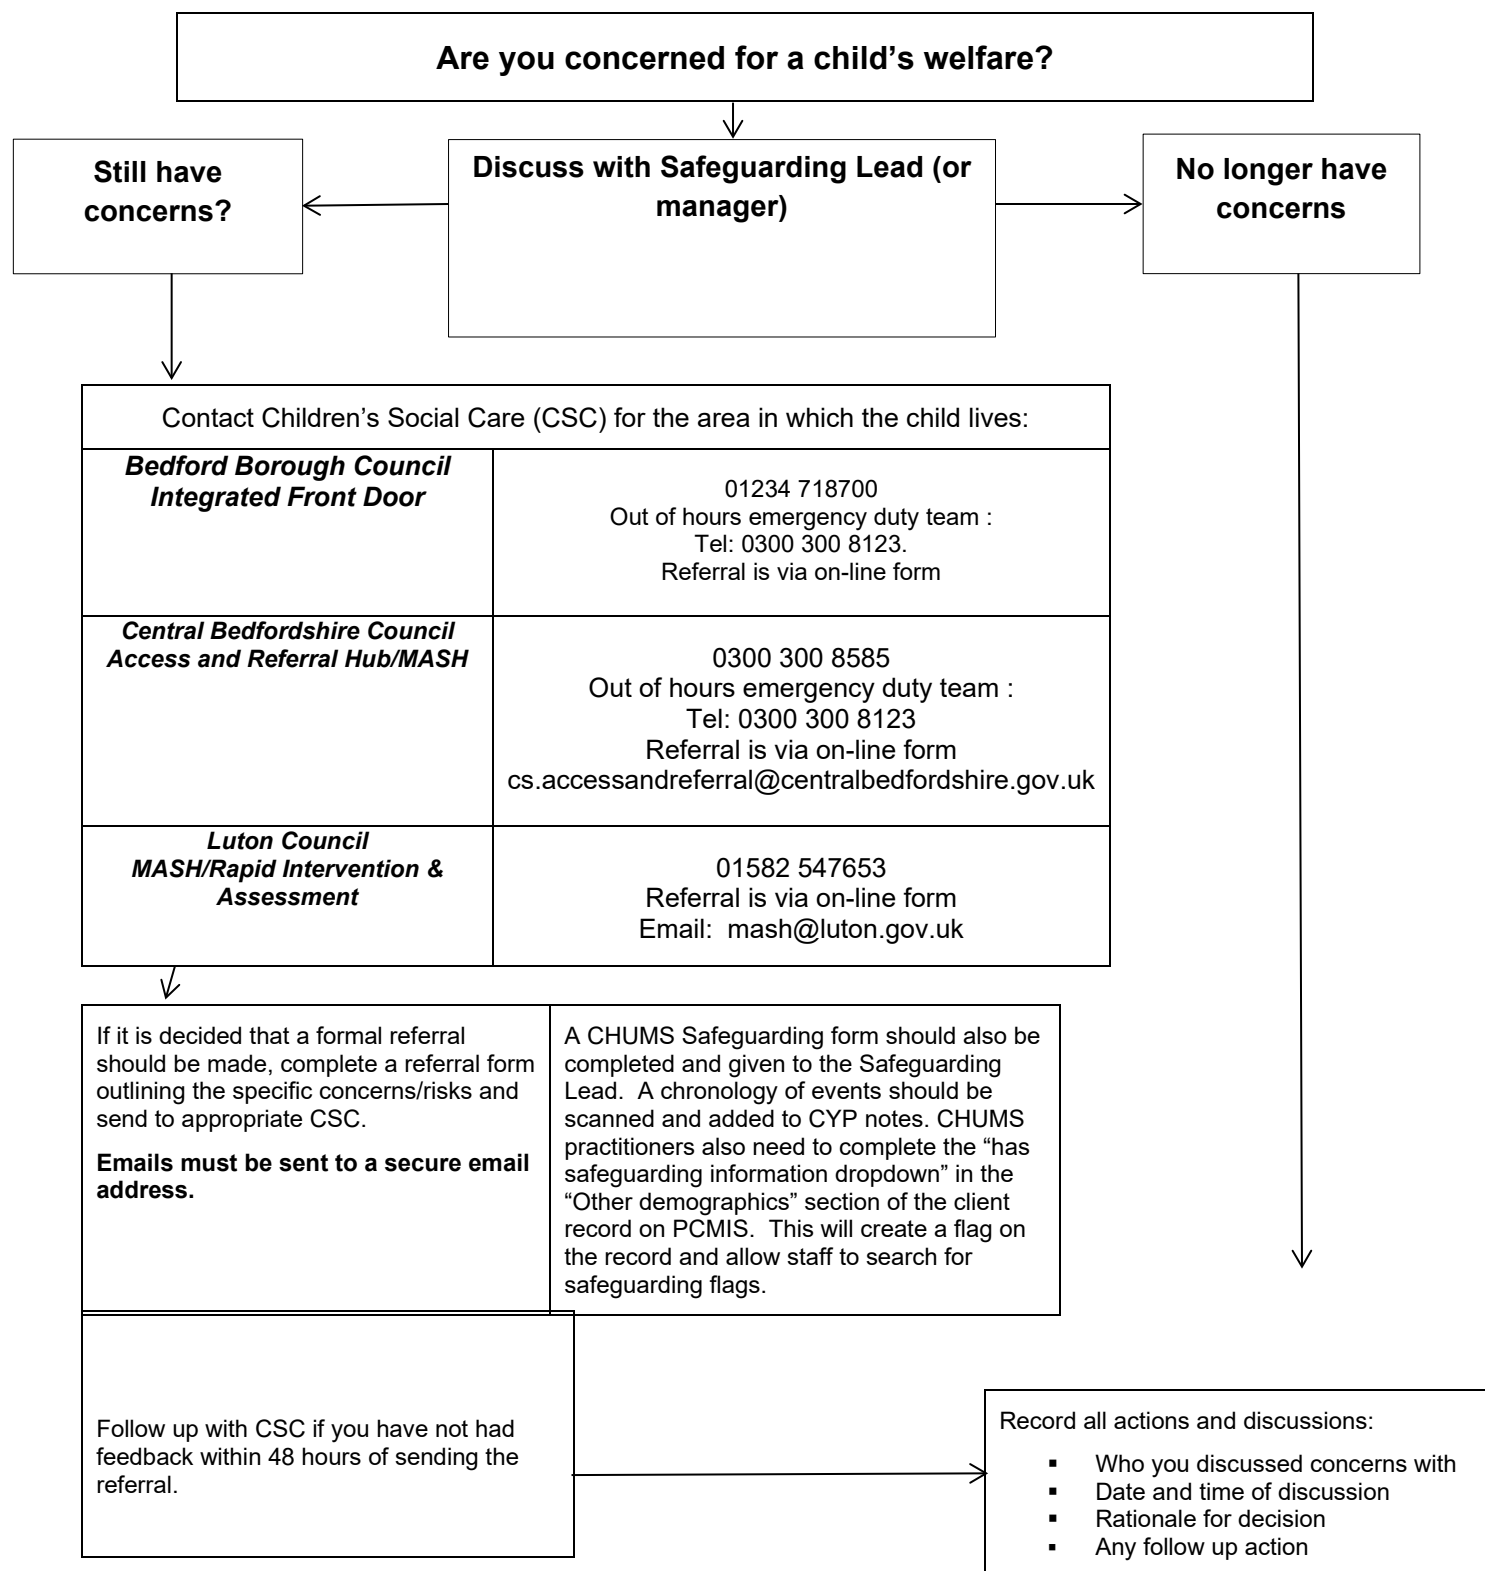 Are you concerned for a child’s welfare?
Still have
concerns?
Discuss with Safeguarding Lead (or
manager)
No longer have
concerns
Contact Children’s Social Care (CSC) for the area in which the child lives:
Bedford Borough Council
Integrated Front Door
01234 718700
Out of hours emergency duty team :
Tel: 0300 300 8123.
Referral is via on-line form
Central Bedfordshire Council
Access and Referral Hub/MASH
0300 300 8585
Out of hours emergency duty team :
Tel: 0300 300 8123
Referral is via on-line form
cs.accessandreferral@centralbedfordshire.gov.uk
Luton Council
MASH/Rapid Intervention &
Assessment
01582 547653
Referral is via on-line form
Email:  mash@luton.gov.uk
If it is decided that a formal referral
should be made, complete a referral form
outlining the specific concerns/risks and
send to appropriate CSC.
Emails must be sent to a secure email
address.
A CHUMS Safeguarding form should also be
completed and given to the Safeguarding
Lead.  A chronology of events should be
scanned and added to CYP notes. CHUMS
practitioners also need to complete the “has
safeguarding information dropdown” in the
“Other demographics” section of the client
record on PCMIS.  This will create a flag on
the record and allow staff to search for
safeguarding flags.
Follow up with CSC if you have not had
feedback within 48 hours of sending the
referral.
Record all actions and discussions:
▪ Who you discussed concerns with
▪ Date and time of discussion
▪ Rationale for decision
▪ Any follow up action